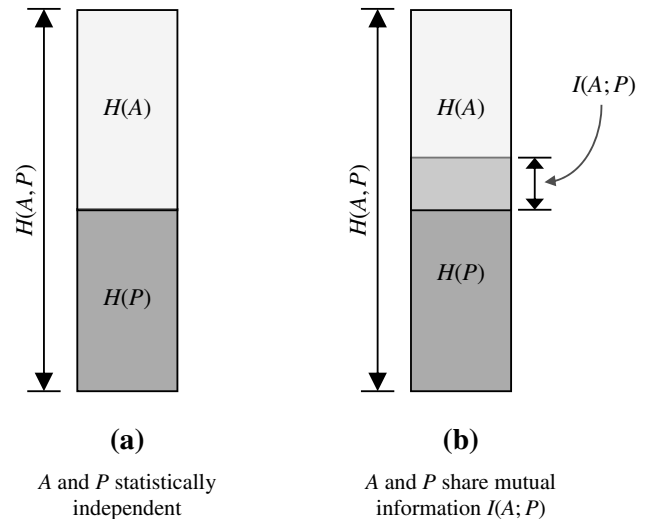 H(A)
H(A, P)
H(P)
(a)
A and P statistically
independent
I(A; P)
H(A)
H(A, P)
H(P)
(b)
A and P share mutual
information I(A; P)